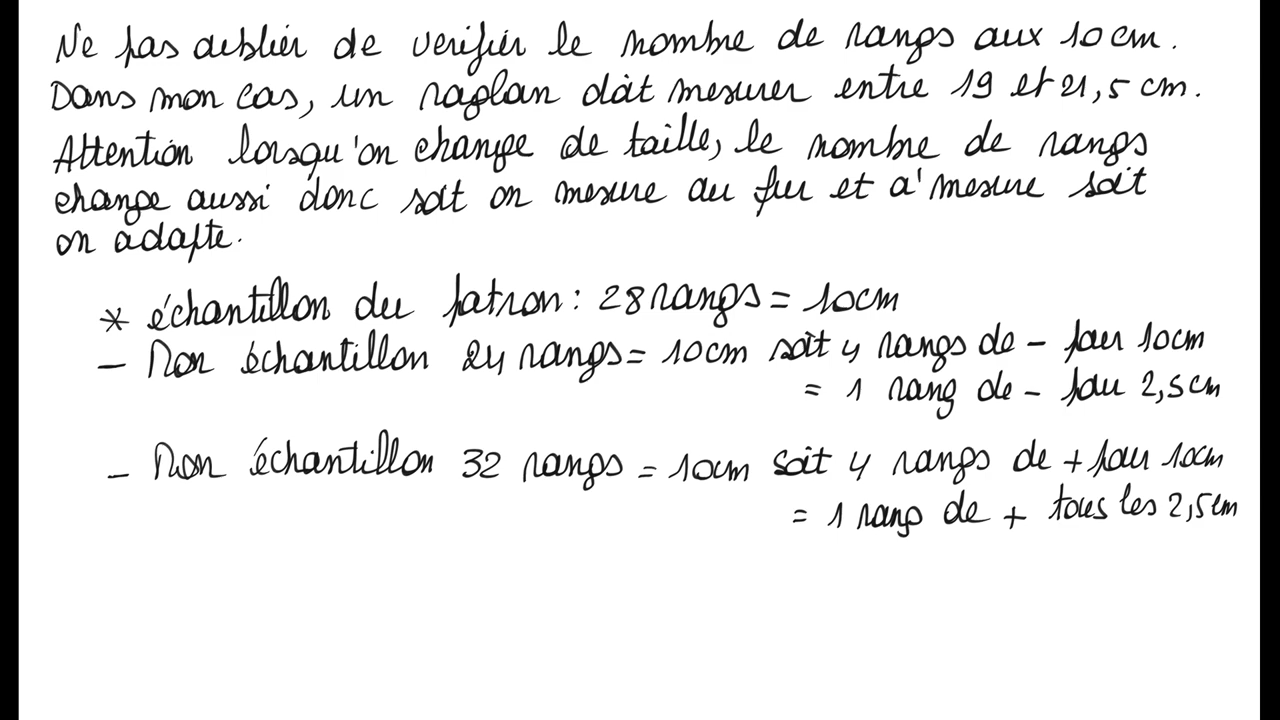 Ne pas oublier de verifier le nombre de rangs aux 10 cm.
Dans mon cas, un raglan doit mesurer entre 19 et 21,5 cm.
Attention lorsqu'on change de taille, le nombre de rangs
change aussi donc soit on mesure au fur et a' mesure soit
on adapte.
* échantillon du patron : 28 rangs = 10cm
- Mon échantillon 24 rangs = 10cm soit 4 rangs de - pour 10cm
= 1 rang de - pour 2,5cm
- Mon échantillon 32 rangs = 10cm soit 4 rangs de + pour 10cm
= 1 rang de + tous les 2,5cm